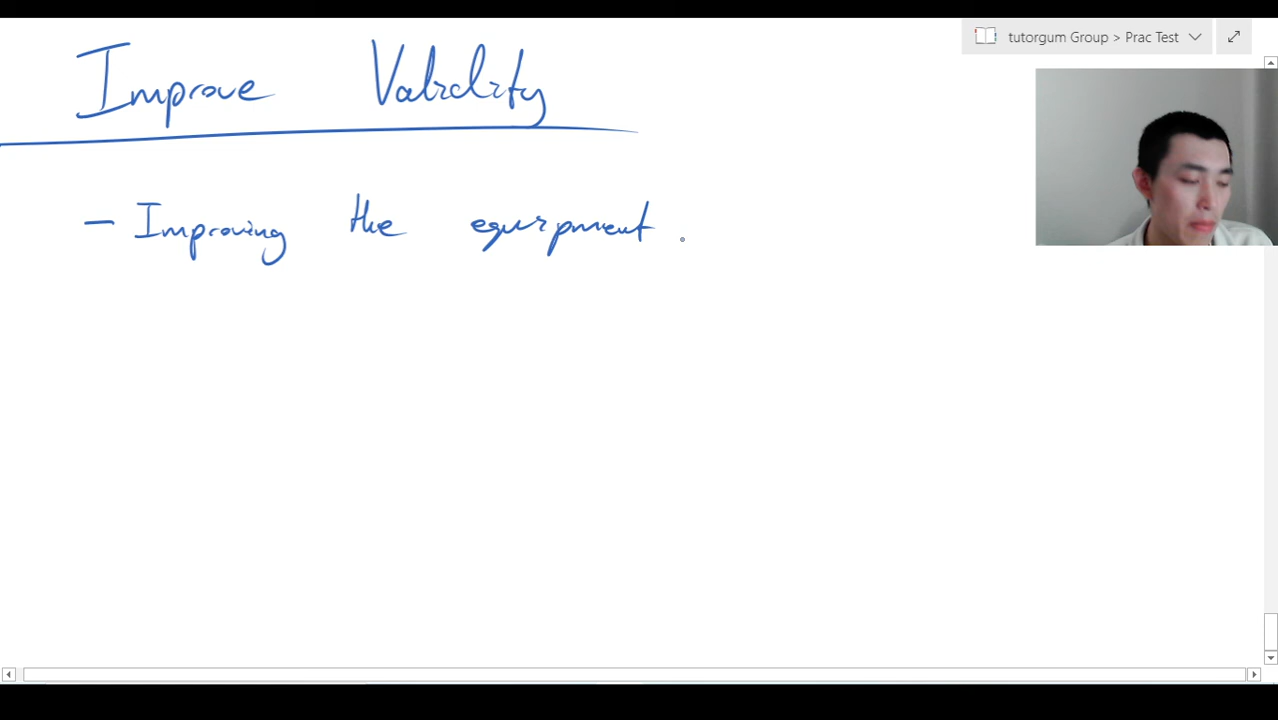 tutorgum Group > Prac Test
Improve Validity
- Improving the equipment